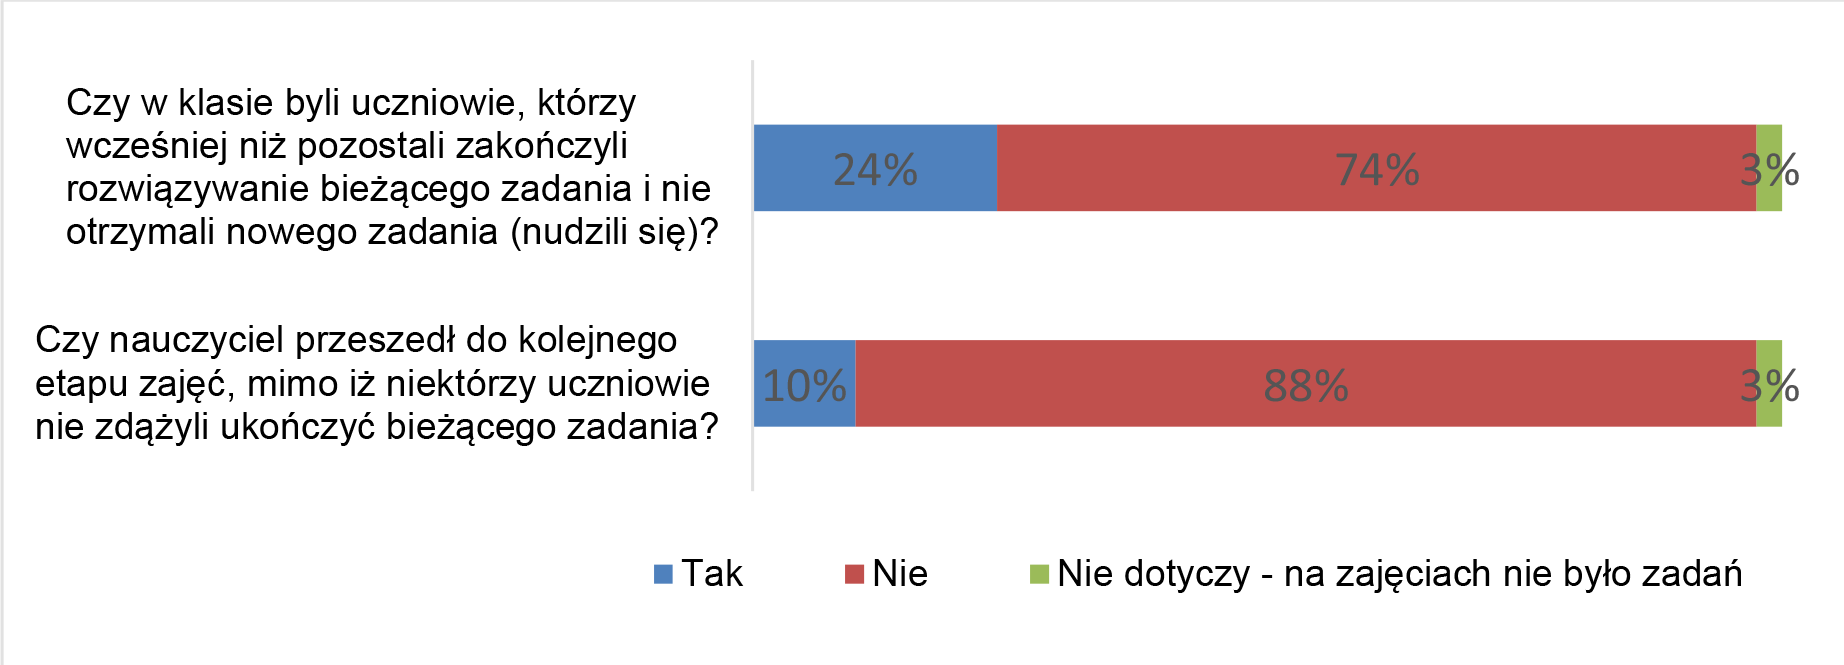 Czy w klasie byli uczniowie, którzy
wcześniej niż pozostali zakończyli
rozwiązywanie bieżącego zadania i nie
otrzymali nowego zadania (nudzili się)?
24% 74% 3%
Czy nauczyciel przeszedł do kolejnego
etapu zajęć, mimo iż niektórzy uczniowie
nie zdążyli ukończyć bieżącego zadania?
10% 88% 3%
Tak Nie Nie dotyczy - na zajęciach nie było zadań